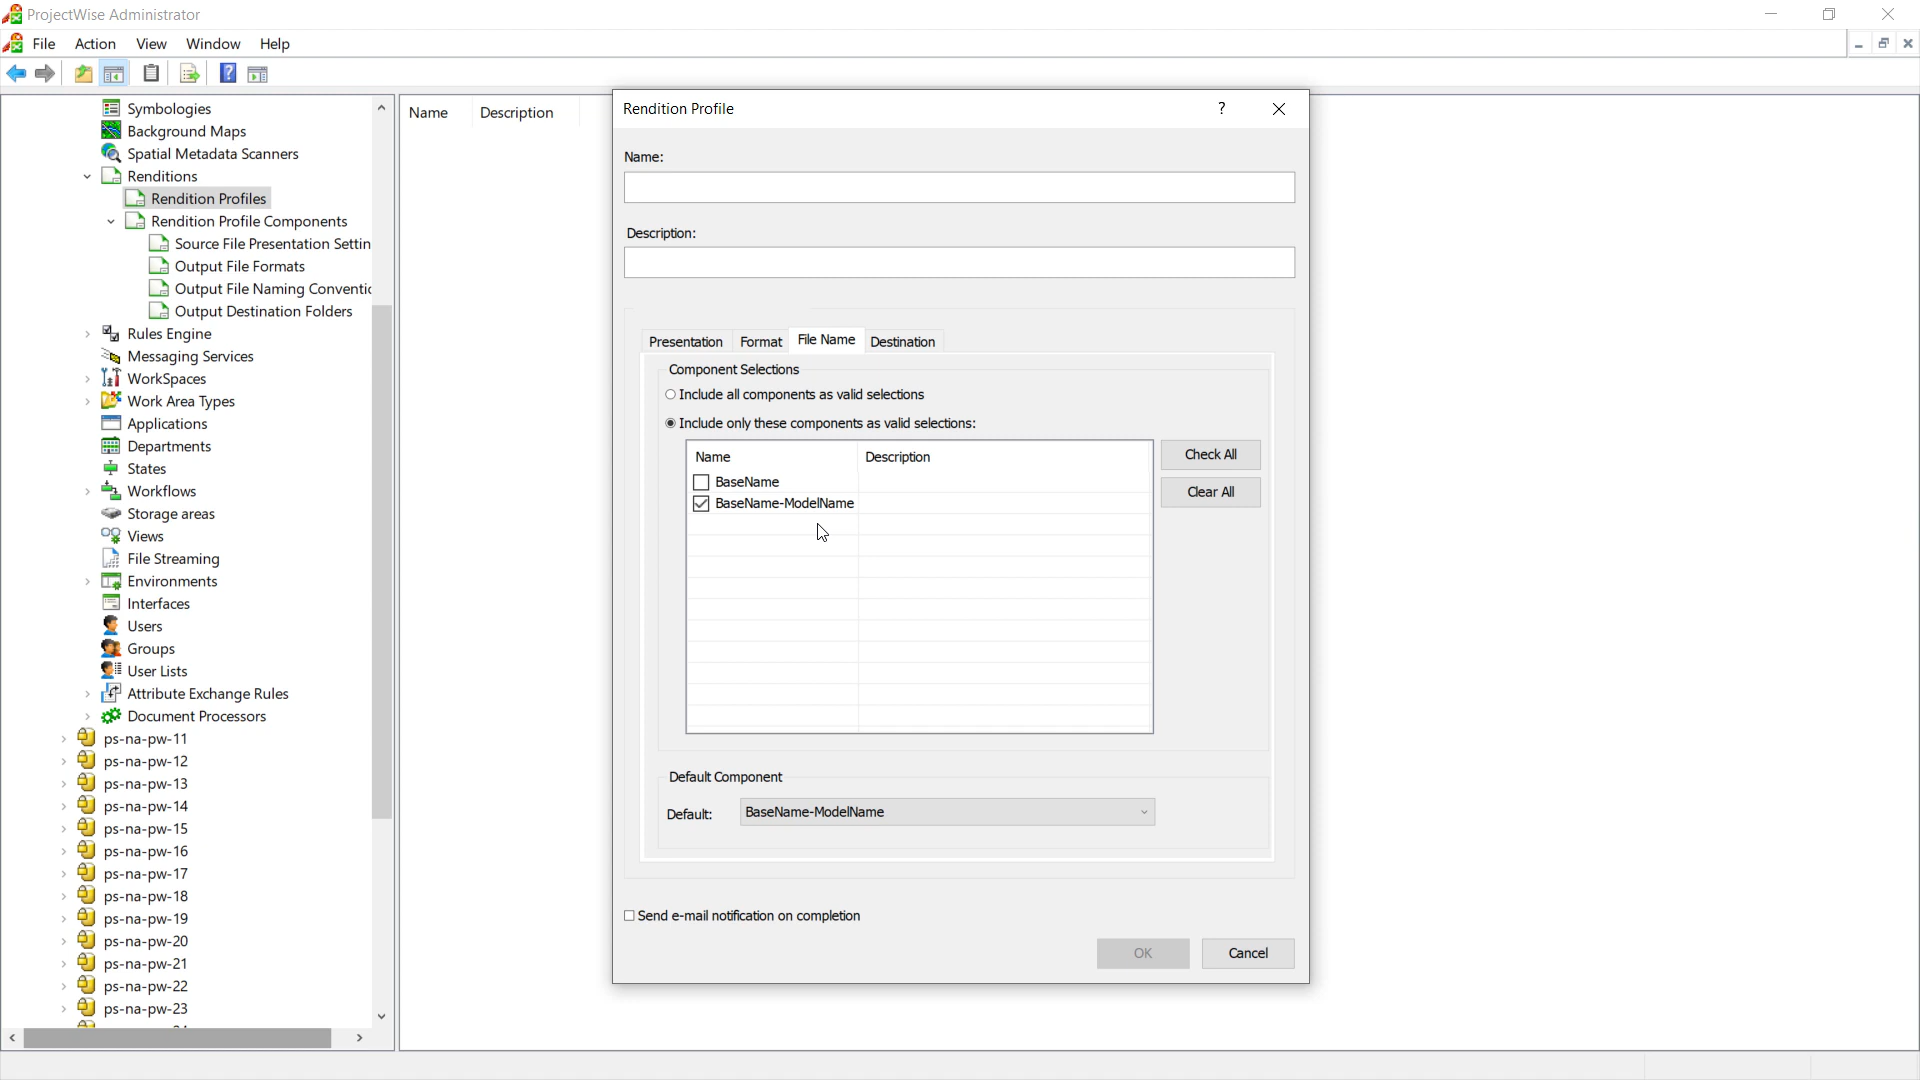 ProjectWise Administrator
File Action View Window Help
Symbologies
Background Maps
Spatial Metadata Scanners
Renditions
Rendition Profiles
Rendition Profile Components
Source File Presentation Settin
Output File Formats
Output File Naming Conventic
Output Destination Folders
Rules Engine
Messaging Services
WorkSpaces
Work Area Types
Applications
Departments
States
Workflows
Storage areas
Views
File Streaming
Environments
Interfaces
Users
Groups
User Lists
Attribute Exchange Rules
Document Processors
ps-na-pw-11
ps-na-pw-12
ps-na-pw-13
ps-na-pw-14
ps-na-pw-15
ps-na-pw-16
ps-na-pw-17
ps-na-pw-18
ps-na-pw-19
ps-na-pw-20
ps-na-pw-21
ps-na-pw-22
ps-na-pw-23
Name Description
Rendition Profile
Name:
Description:
Presentation Format File Name Destination
Component Selections
Include all components as valid selections
Include only these components as valid selections:
Name Description
BaseName
BaseName-ModelName
Check All
Clear All
Default Component
Default: BaseName-ModelName
Send e-mail notification on completion
OK Cancel